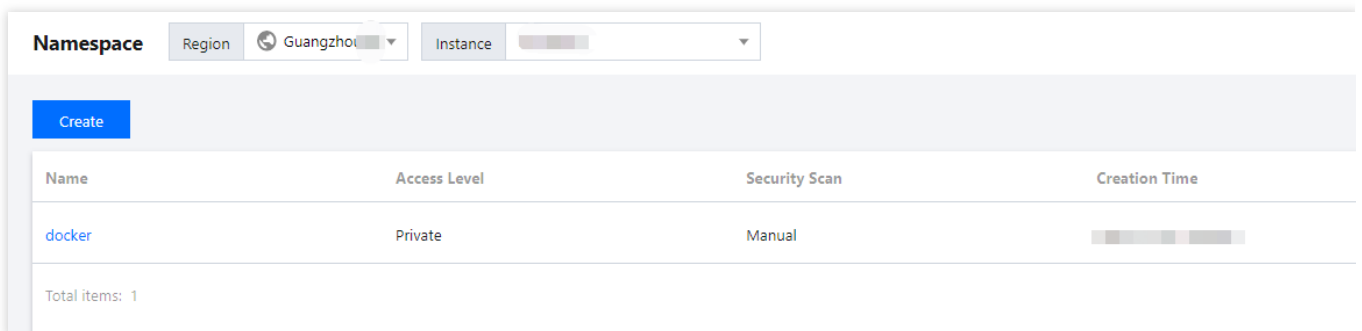 Namespace Region Guangzhou Instance
Create
Name Access Level Security Scan Creation Time
docker Private Manual
Total items: 1